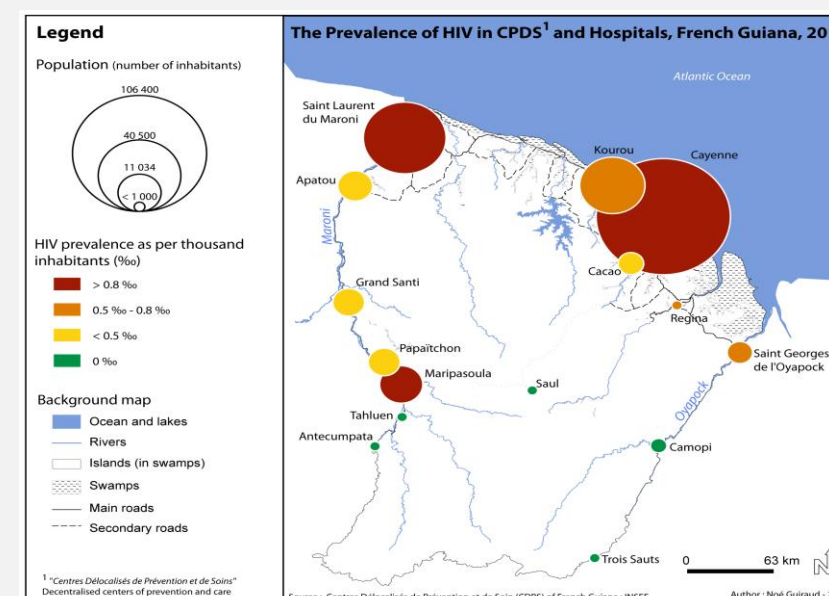 Legend
Population (number of inhabitants)
106 400
40 500
11 034
< 1 000
HIV prevalence as per thousand
inhabitants (‰)
> 0.8 ‰
0.5 ‰ - 0.8 ‰
< 0.5 ‰
0 ‰
Background map
Ocean and lakes
Rivers
Islands (in swamps)
Swamps
Main roads
Secondary roads
1 "Centres Délocalisés de Prévention et de Soins"
Decentralised centers of prevention and care
The Prevalence of HIV in CPDS1 and Hospitals, French Guiana, 20
Atlantic Ocean
Saint Laurent
du Maroni
Kourou
Cayenne
Apatou
Maroni
Cacao
Grand Santi
Regina
Papaïtchon
Saint Georges
de l'Oyapock
Maripasoula
Saul
Oyapock
Tahluen
Antecumpata
Camopi
Trois Sauts
0 63 km
N
Author : Noé Guiraud -